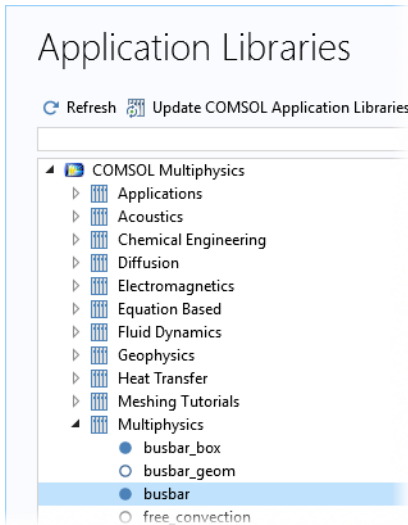 Application Libraries
Refresh Update COMSOL Application Libraries
COMSOL Multiphysics
Applications
Acoustics
Chemical Engineering
Diffusion
Electromagnetics
Equation Based
Fluid Dynamics
Geophysics
Heat Transfer
Meshing Tutorials
Multiphysics
busbar_box
busbar_geom
busbar
free_convection